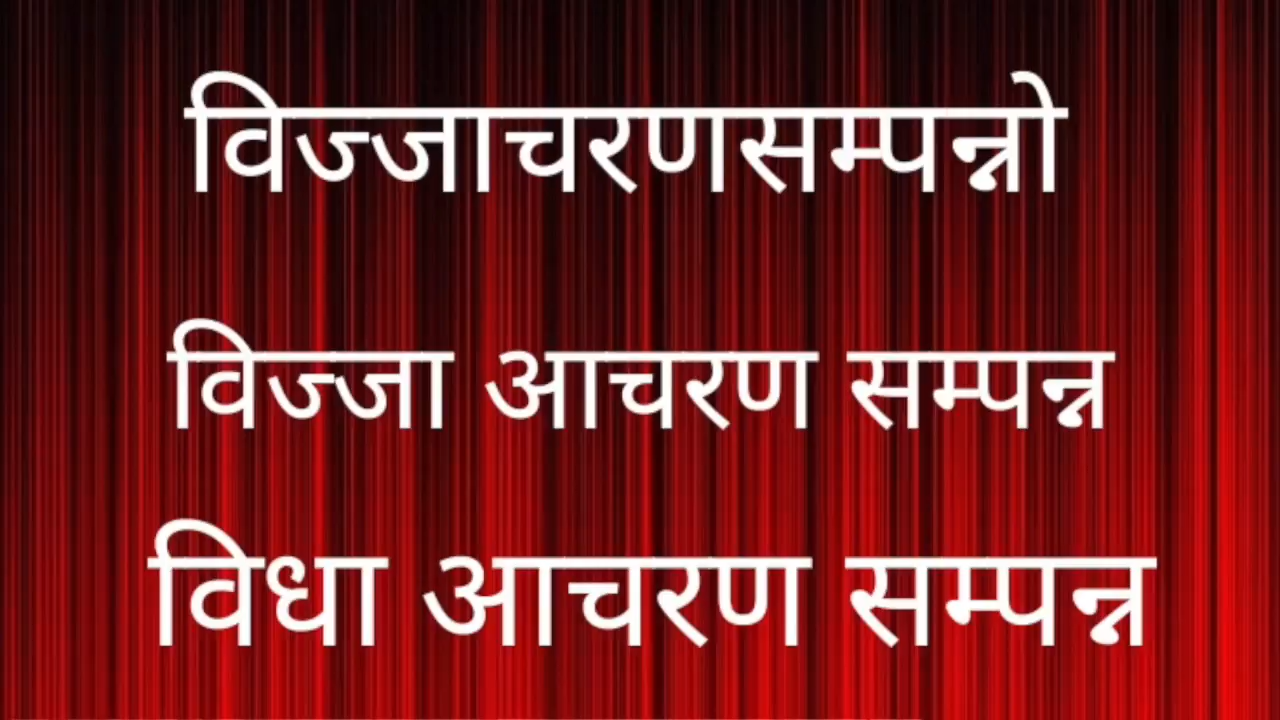 विज्जाचरणसम्पन्नो
विज्जा आचरण सम्पन्न
विधा आचरण सम्पन्न